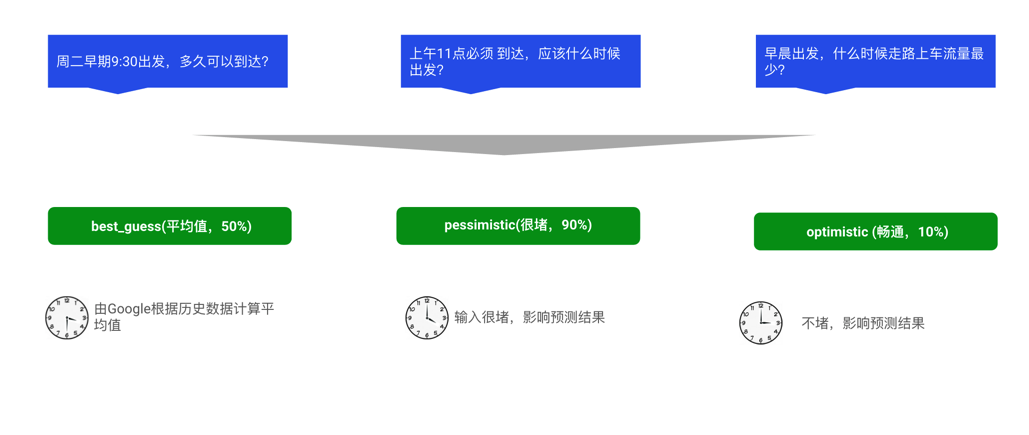 周二早期9:30出发，多久可以到达？
上午11点必须 到达，应该什么时候
出发？
早晨出发，什么时候走路上车流量最
少？
best_guess(平均值，50%)
pessimistic(很堵，90%)
optimistic (畅通，10%)
由Google根据历史数据计算平
均值
输入很堵，影响预测结果
不堵，影响预测结果